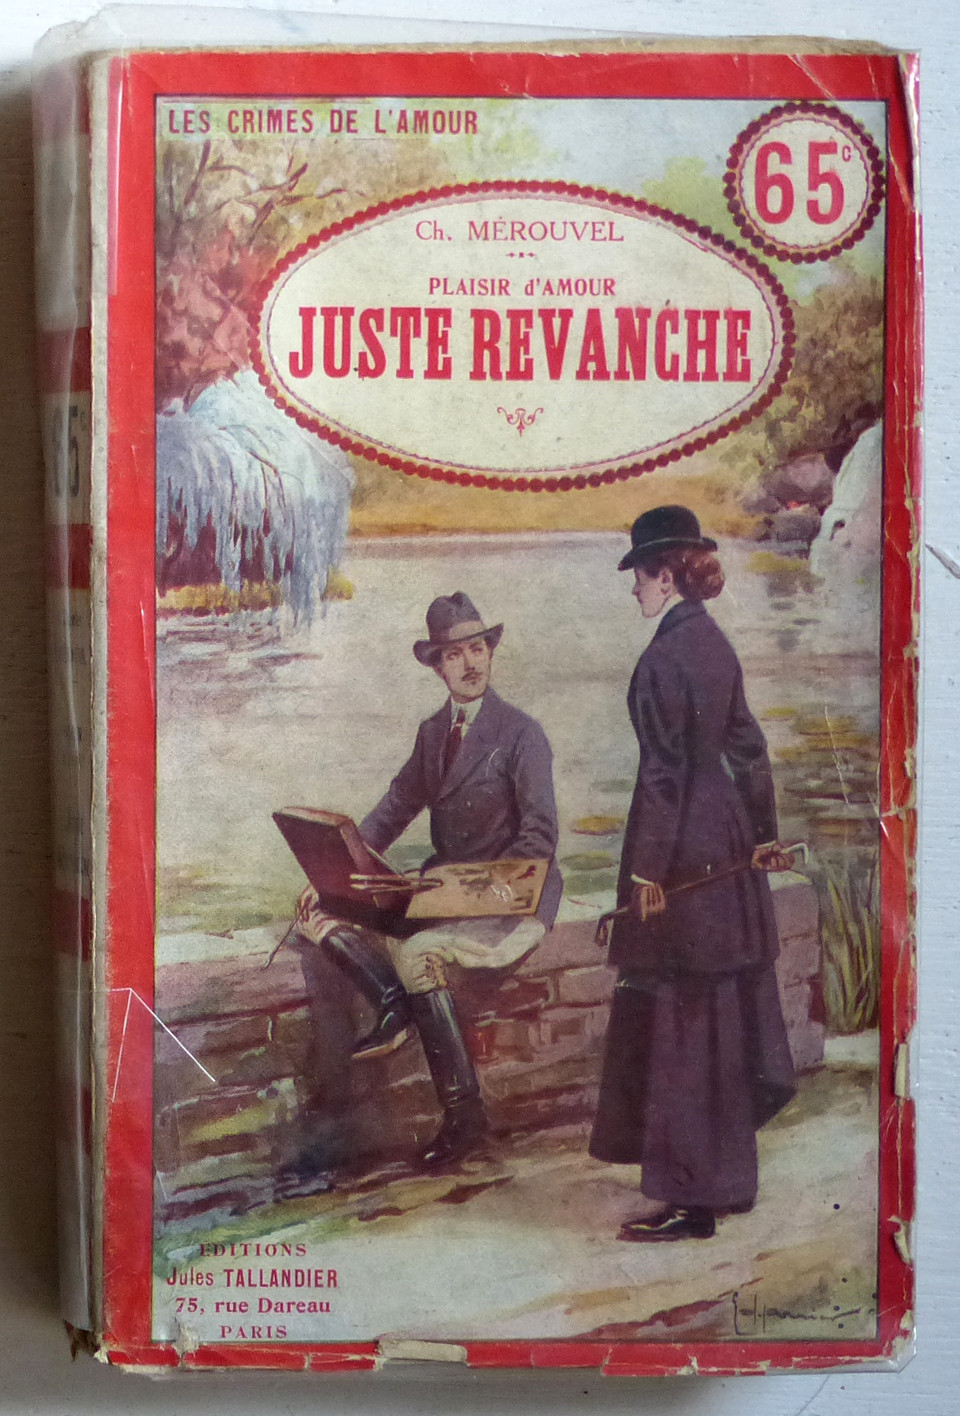 LES CRIMES DE L'AMOUR
65c
Ch. MÉROUVEL
PLAISIR d'AMOUR
JUSTE REVANCHE
EDITIONS
Jules TALLANDIER
75, rue Dareau
PARIS